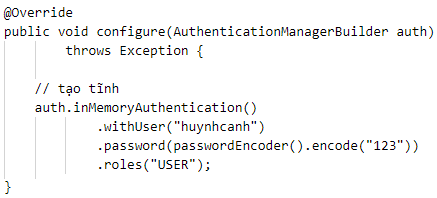 @Override
public void configure(AuthenticationManagerBuilder auth)
throws Exception {
// tạo tĩnh
auth.inMemoryAuthentication()
.withUser("huynhcanh")
.password(passwordEncoder().encode("123"))
.roles("USER");
}